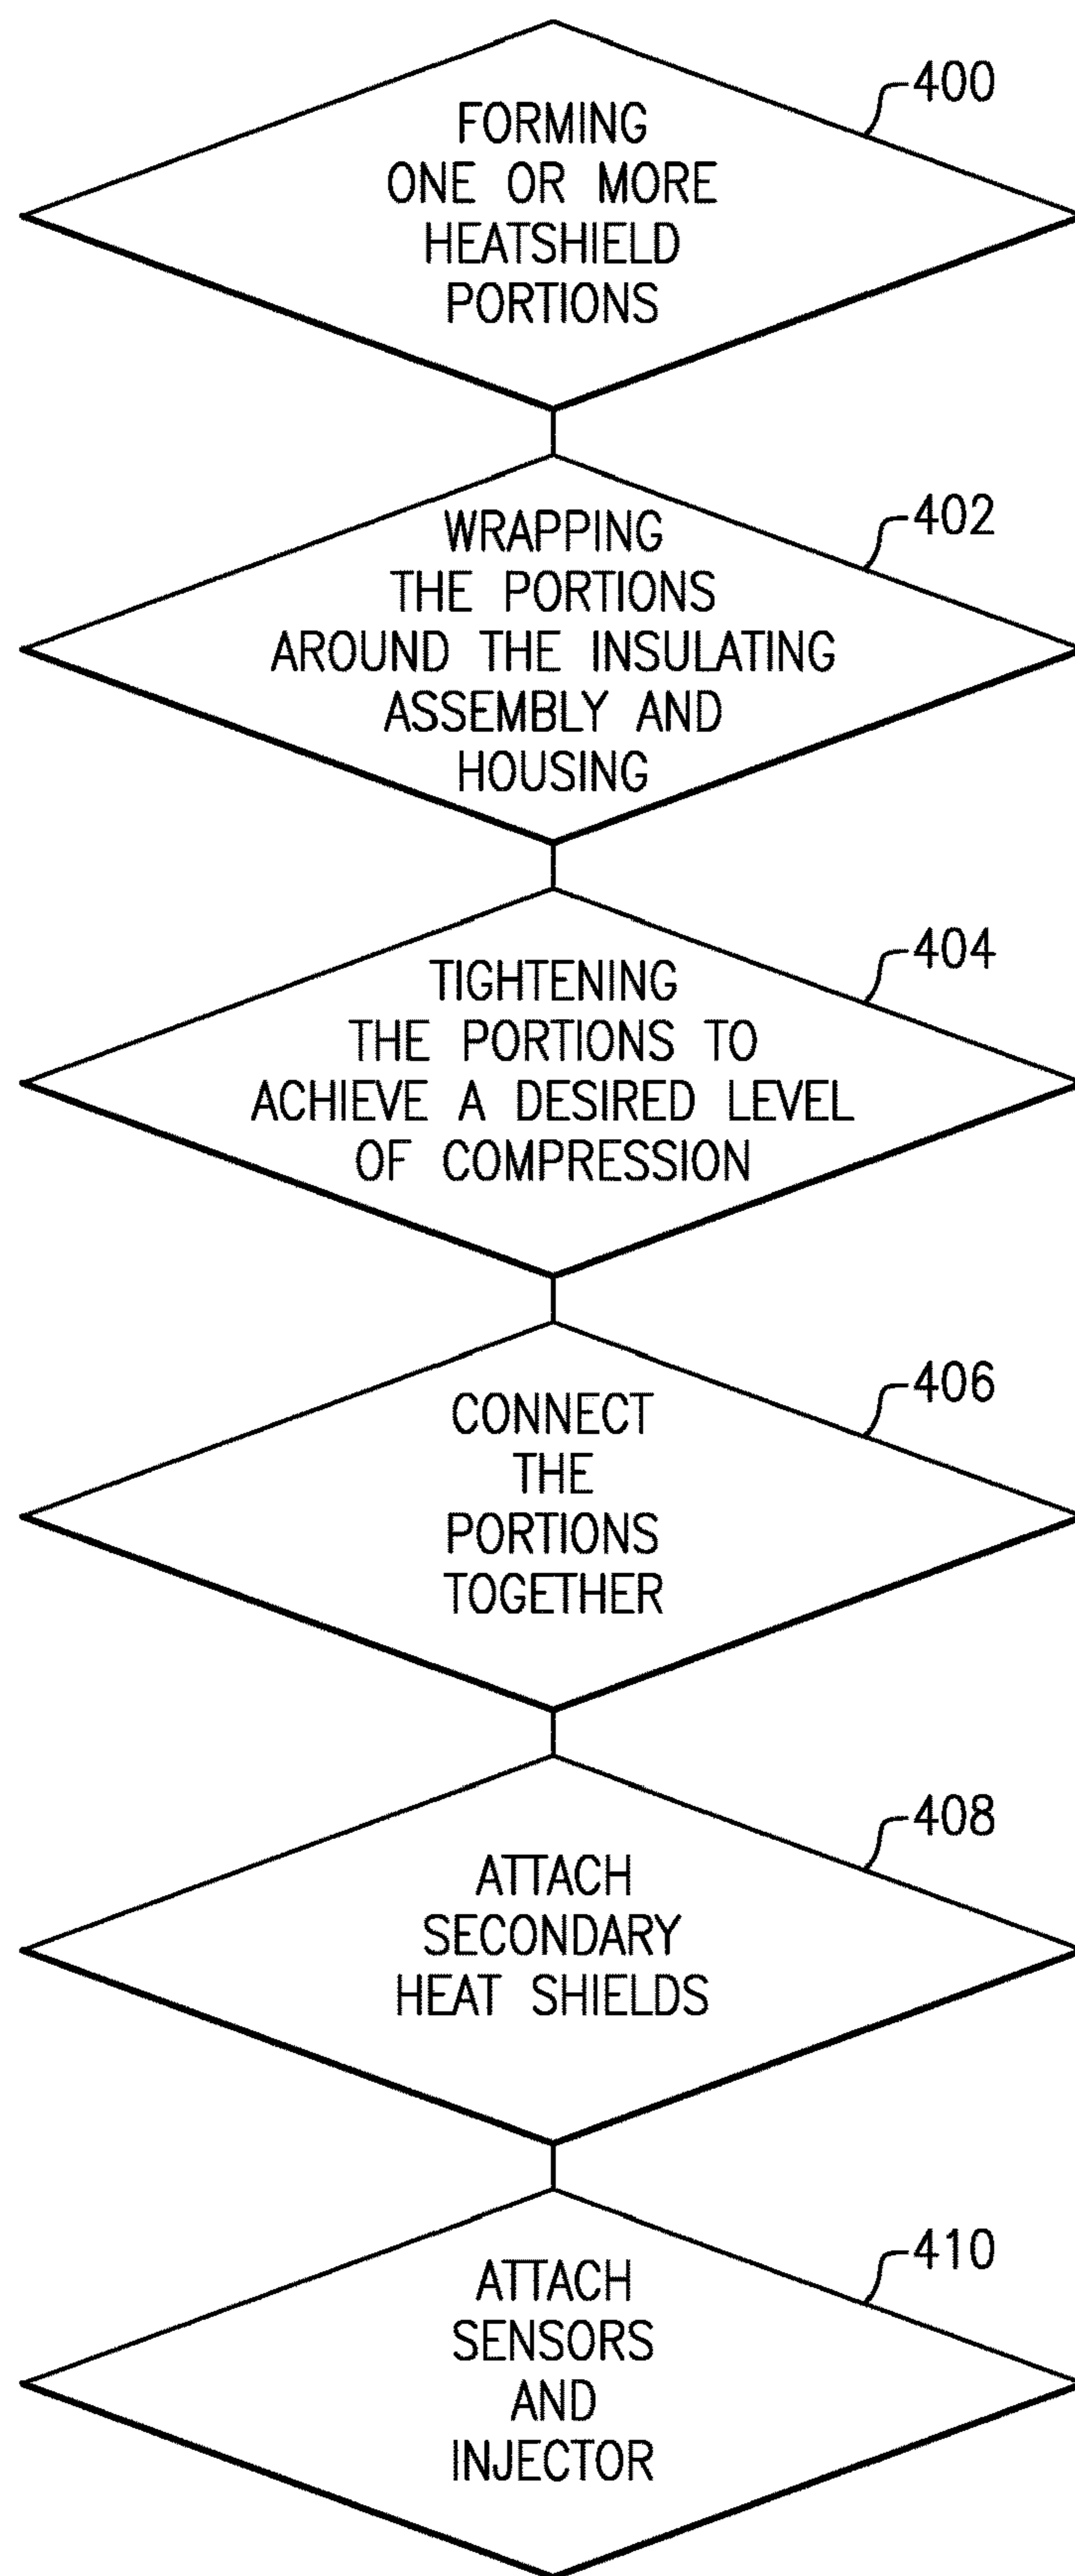 400
FORMING
ONE OR MORE
HEATSHIELD
PORTIONS
402
WRAPPING
THE PORTIONS
AROUND THE INSULATING
ASSEMBLY AND
HOUSING
404
TIGHTENING
THE PORTIONS TO
ACHIEVE A DESIRED LEVEL
OF COMPRESSION
406
CONNECT
THE
PORTIONS
TOGETHER
408
ATTACH
SECONDARY
HEAT SHIELDS
410
ATTACH
SENSORS
AND
INJECTOR